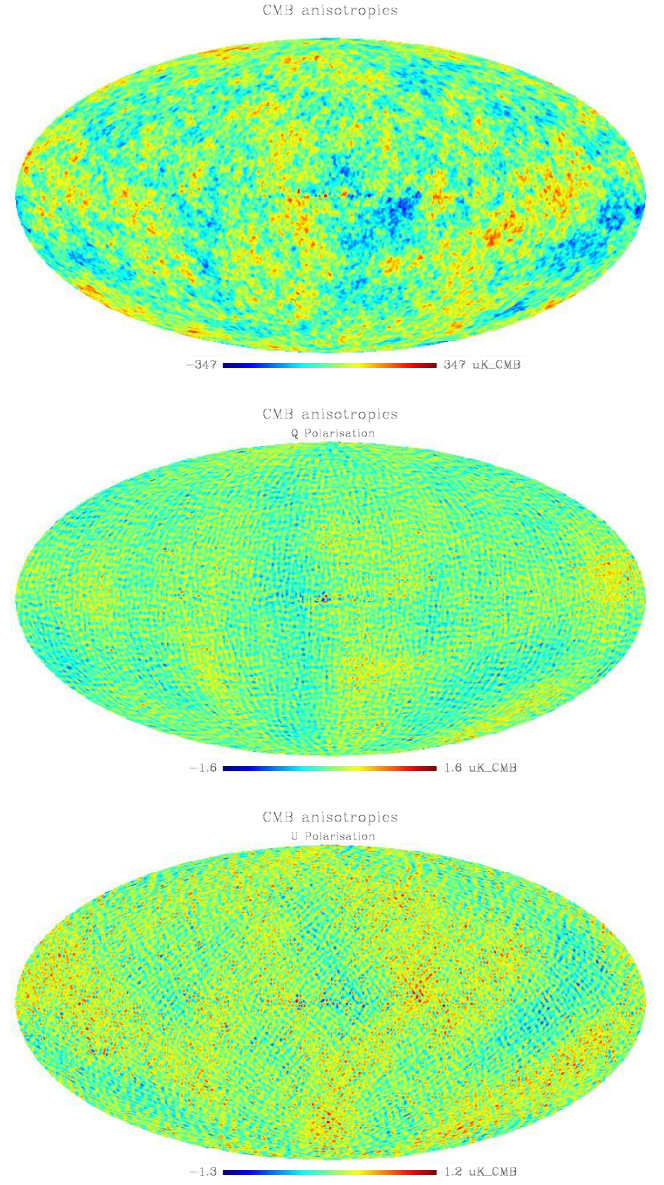 CMB anisotropies
-347 347 uK_CMB
CMB anisotropies
Q Polarisation
-1.6 1.6 uK_CMB
CMB anisotropies
U Polarisation
-1.3 1.2 uK_CMB